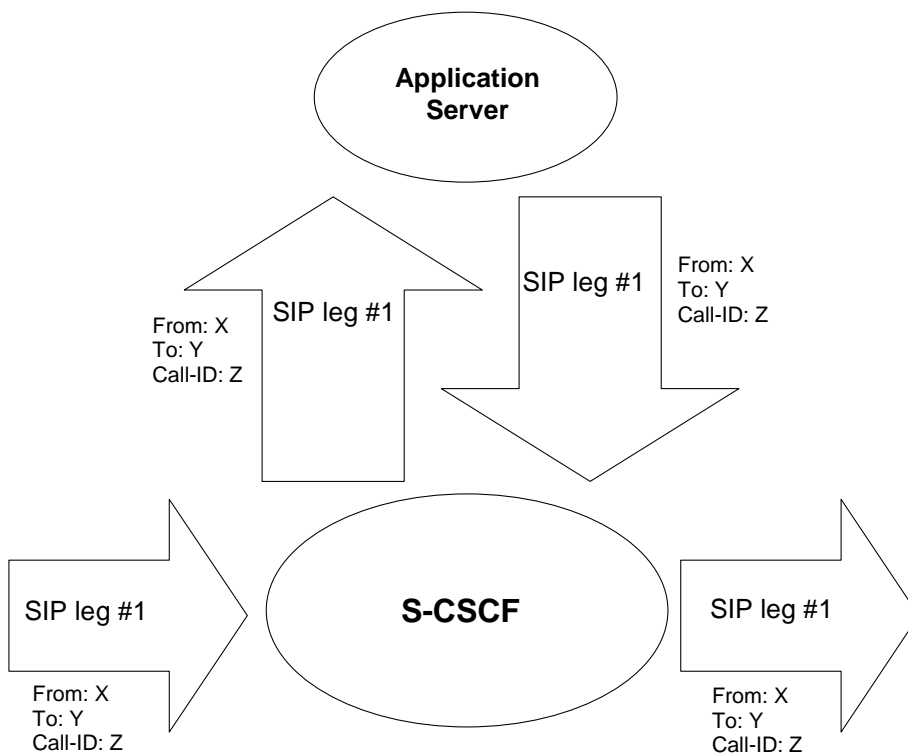 Application
Server
SIP leg #1
From: X
To: Y
Call-ID: Z
SIP leg #1
From: X
To: Y
Call-ID: Z
SIP leg #1
From: X
To: Y
Call-ID: Z
S-CSCF
SIP leg #1
From: X
To: Y
Call-ID: Z